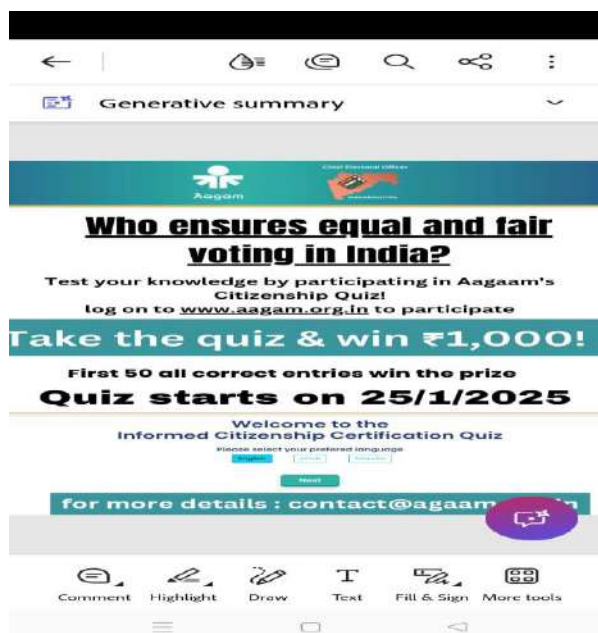 Generative summary
Aagam
Chief Electoral Officer
Who ensures equal and fair
voting in India?
Test your knowledge by participating in Aagaam's
Citizenship Quiz!
log on to www.aagam.org.in to participate
Take the quiz & win ₹1,000!
First 50 all correct entries win the prize
Quiz starts on 25/1/2025
Welcome to the
Informed Citizenship Certification Quiz
Please select your prefered language
English
Next
for more details : contact@agaam
Comment Highlight Draw Text Fill & Sign More tools